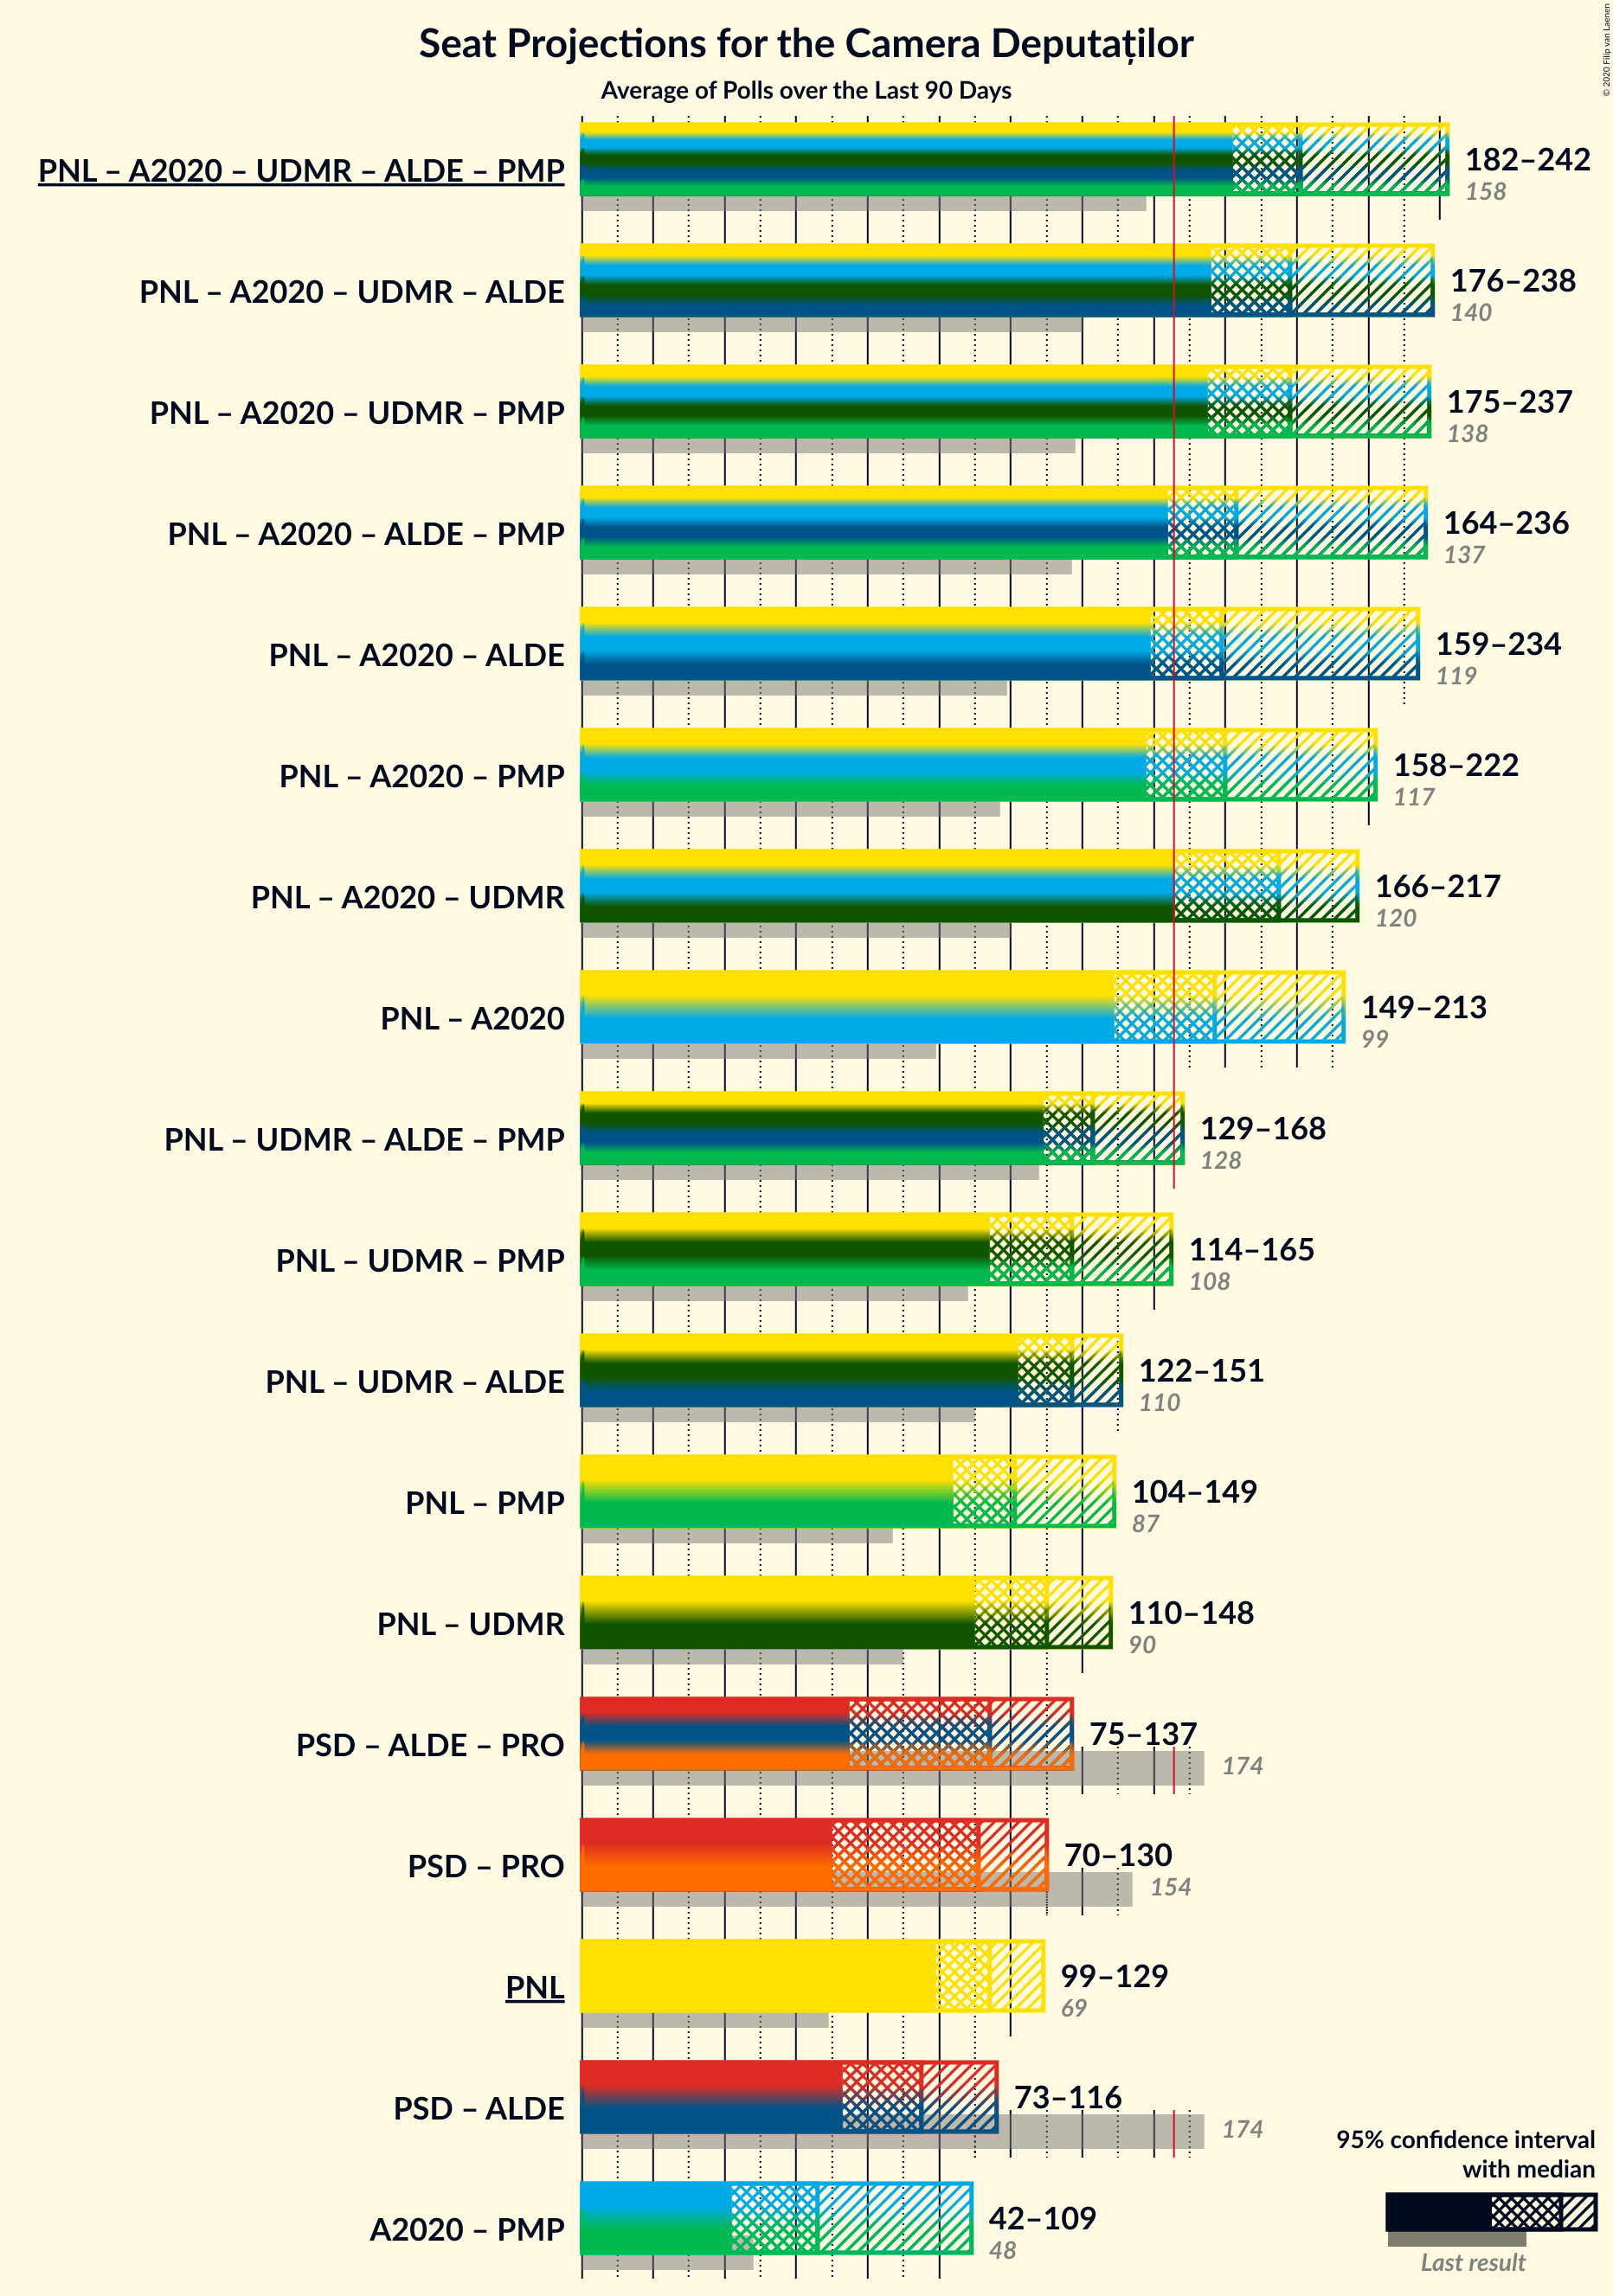 © 2020 Filip van Laenen
Seat Projections for the Camera Deputaților
Average of Polls over the Last 90 Days
PNL – A2020 – UDMR – ALDE – PMP
182–242
158
PNL – A2020 – UDMR – ALDE
176–238
140
PNL – A2020 – UDMR – PMP
175–237
138
PNL – A2020 – ALDE – PMP
164–236
137
PNL – A2020 – ALDE
159–234
119
PNL – A2020 – PMP
158–222
117
PNL – A2020 – UDMR
166–217
120
PNL – A2020
149–213
99
PNL – UDMR – ALDE – PMP
129–168
128
PNL – UDMR – PMP
114–165
108
PNL – UDMR – ALDE
122–151
110
PNL – PMP
104–149
87
PNL – UDMR
110–148
90
PSD – ALDE – PRO
75–137
174
PSD – PRO
70–130
154
PNL
99–129
69
PSD – ALDE
73–116
174
A2020 – PMP
42–109
48
95% confidence interval
with median
Last result